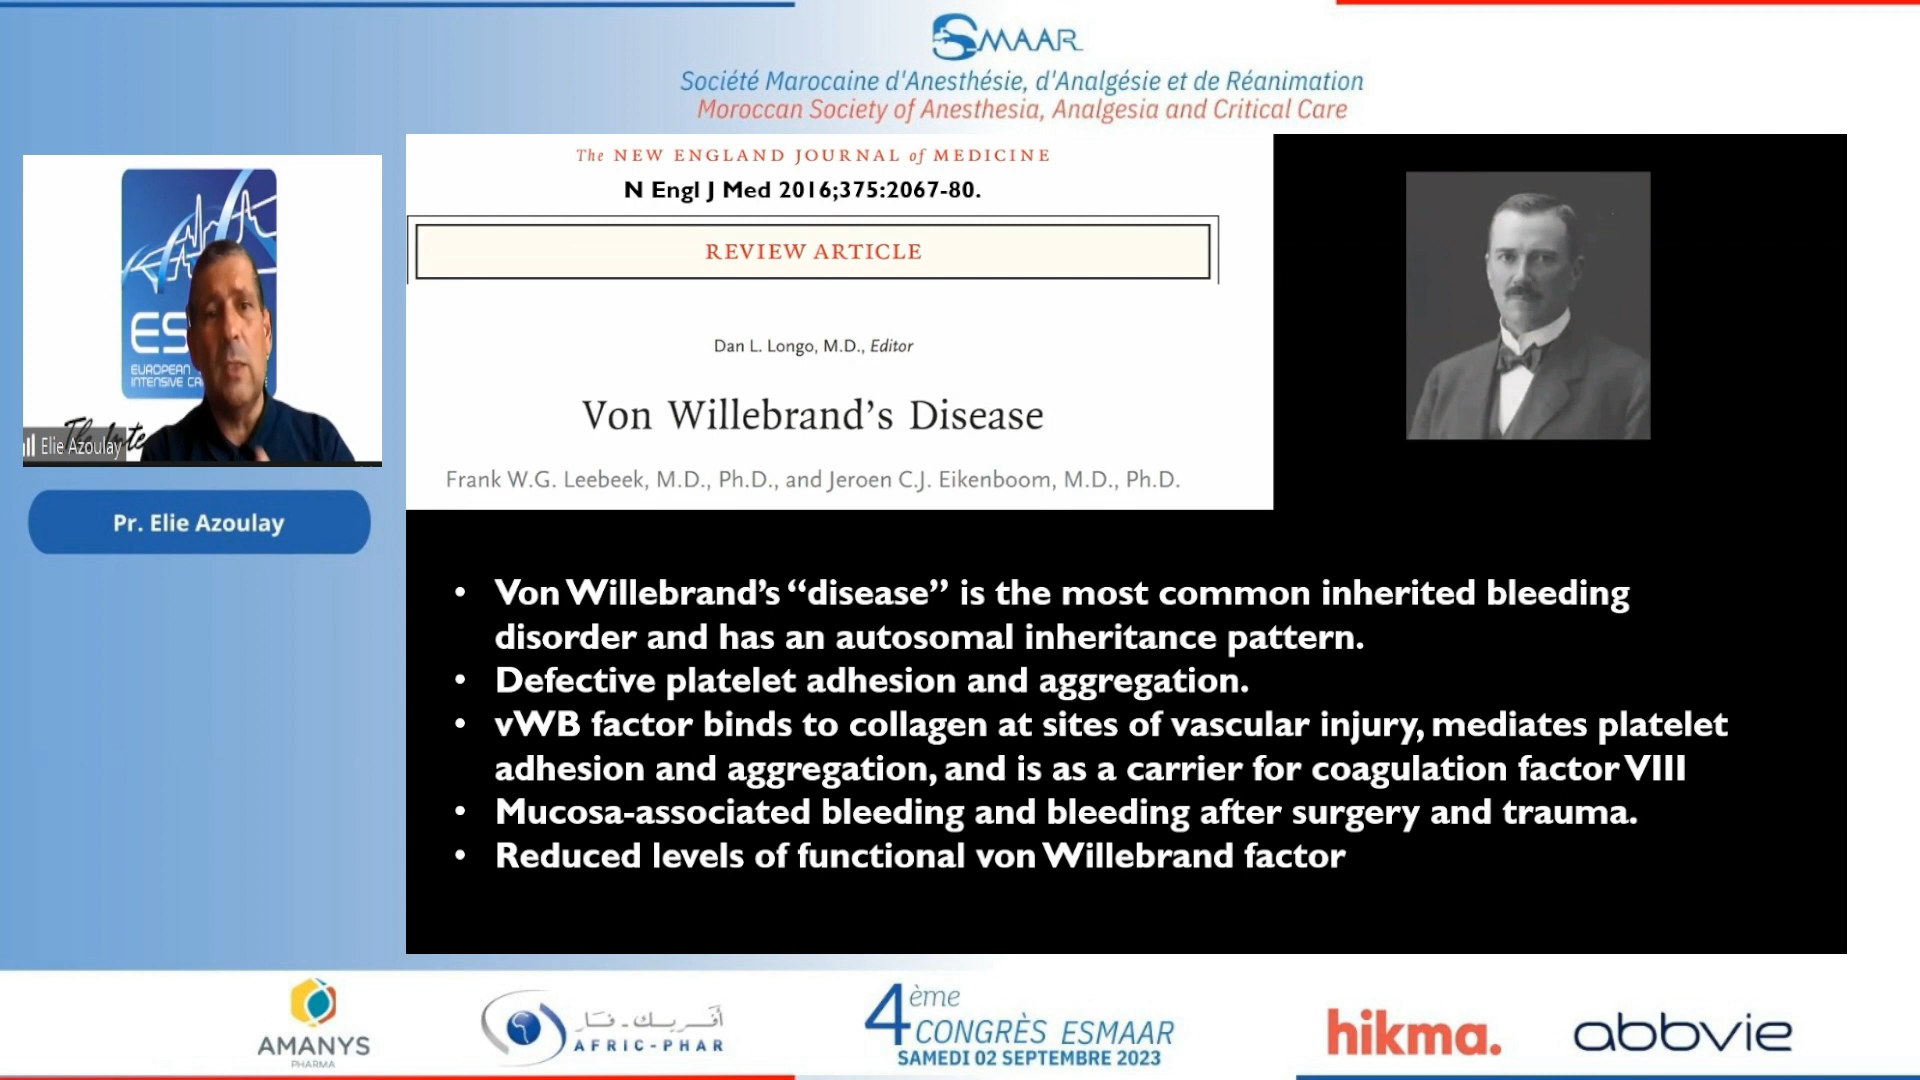 SMAAR
Société Marocaine d'Anesthésie, d'Analgésie et de Réanimation
Moroccan Society of Anesthesia, Analgesia and Critical Care
ES
EUROPEAN
INTENSIVE CA
Elie Azoulay
Pr. Elie Azoulay
The NEW ENGLAND JOURNAL of MEDICINE
N Engl J Med 2016;375:2067-80.
REVIEW ARTICLE
Dan L. Longo, M.D., Editor
Von Willebrand’s Disease
Frank W.G. Leebeek, M.D., Ph.D., and Jeroen C.J. Eikenboom, M.D., Ph.D.
• Von Willebrand’s “disease” is the most common inherited bleeding
disorder and has an autosomal inheritance pattern.
• Defective platelet adhesion and aggregation.
• vWB factor binds to collagen at sites of vascular injury, mediates platelet
adhesion and aggregation, and is as a carrier for coagulation factor VIII
• Mucosa-associated bleeding and bleeding after surgery and trauma.
• Reduced levels of functional von Willebrand factor
AMANYS
PHARMA
أفريك-فار
AFRIC-PHAR
4ème
CONGRÈS ESMAAR
SAMEDI 02 SEPTEMBRE 2023
hikma.
abbvie